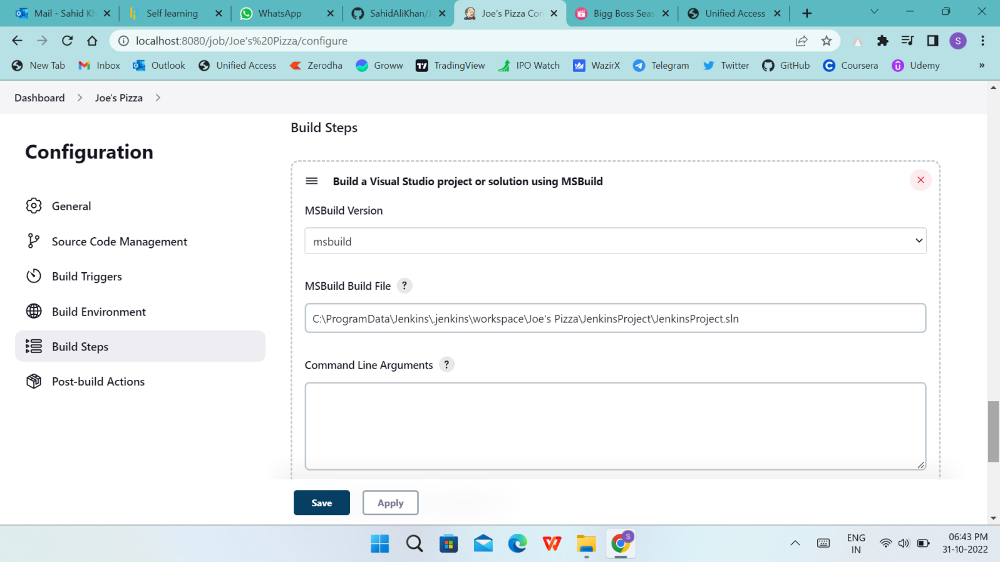 Mail - Sahid Kh
Self learning
WhatsApp
SahidAliKhan/J
Joe's Pizza Con
Bigg Boss Seas
Unified Access
localhost:8080/job/Joe's%20Pizza/configure
S
New Tab
Inbox
Outlook
Unified Access
Zerodha
Groww
TradingView
IPO Watch
WazirX
Telegram
Twitter
GitHub
Coursera
Udemy
»
Dashboard
Joe's Pizza
Configuration
General
Source Code Management
Build Triggers
Build Environment
Build Steps
Post-build Actions
Build Steps
Build a Visual Studio project or solution using MSBuild
MSBuild Version
msbuild
MSBuild Build File ?
C:\ProgramData\Jenkins\.jenkins\workspace\Joe's Pizza\JenkinsProject\JenkinsProject.sln
Command Line Arguments ?
Save
Apply
S
ENG
IN
06:43 PM
31-10-2022